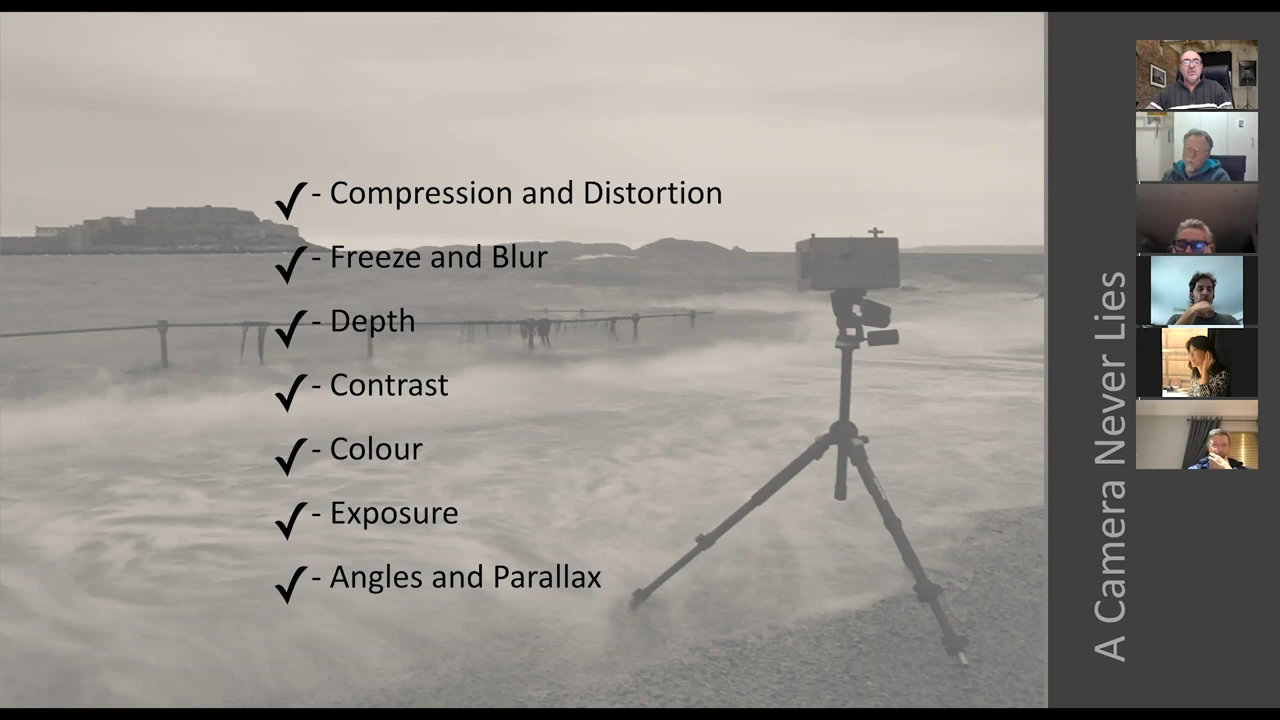 ✓ - Compression and Distortion
✓ - Freeze and Blur
✓ - Depth
✓ - Contrast
✓ - Colour
✓ - Exposure
✓ - Angles and Parallax
A Camera Never Lies